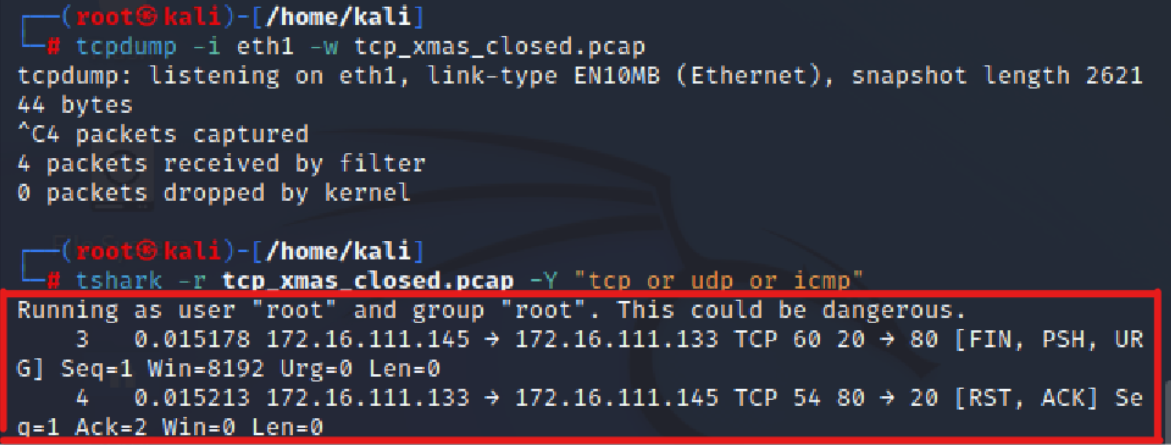 ┌──(root㉿kali)-[/home/kali]
└─# tcpdump -i eth1 -w tcp_xmas_closed.pcap
tcpdump: listening on eth1, link-type EN10MB (Ethernet), snapshot length 2621
44 bytes
^C4 packets captured
4 packets received by filter
0 packets dropped by kernel
┌──(root㉿kali)-[/home/kali]
└─# tshark -r tcp_xmas_closed.pcap -Y "tcp or udp or icmp"
Running as user "root" and group "root". This could be dangerous.
    3   0.015178 172.16.111.145 → 172.16.111.133 TCP 60 20 → 80 [FIN, PSH, UR
G] Seq=1 Win=8192 Urg=0 Len=0
    4   0.015213 172.16.111.133 → 172.16.111.145 TCP 54 80 → 20 [RST, ACK] Se
q=1 Ack=2 Win=0 Len=0